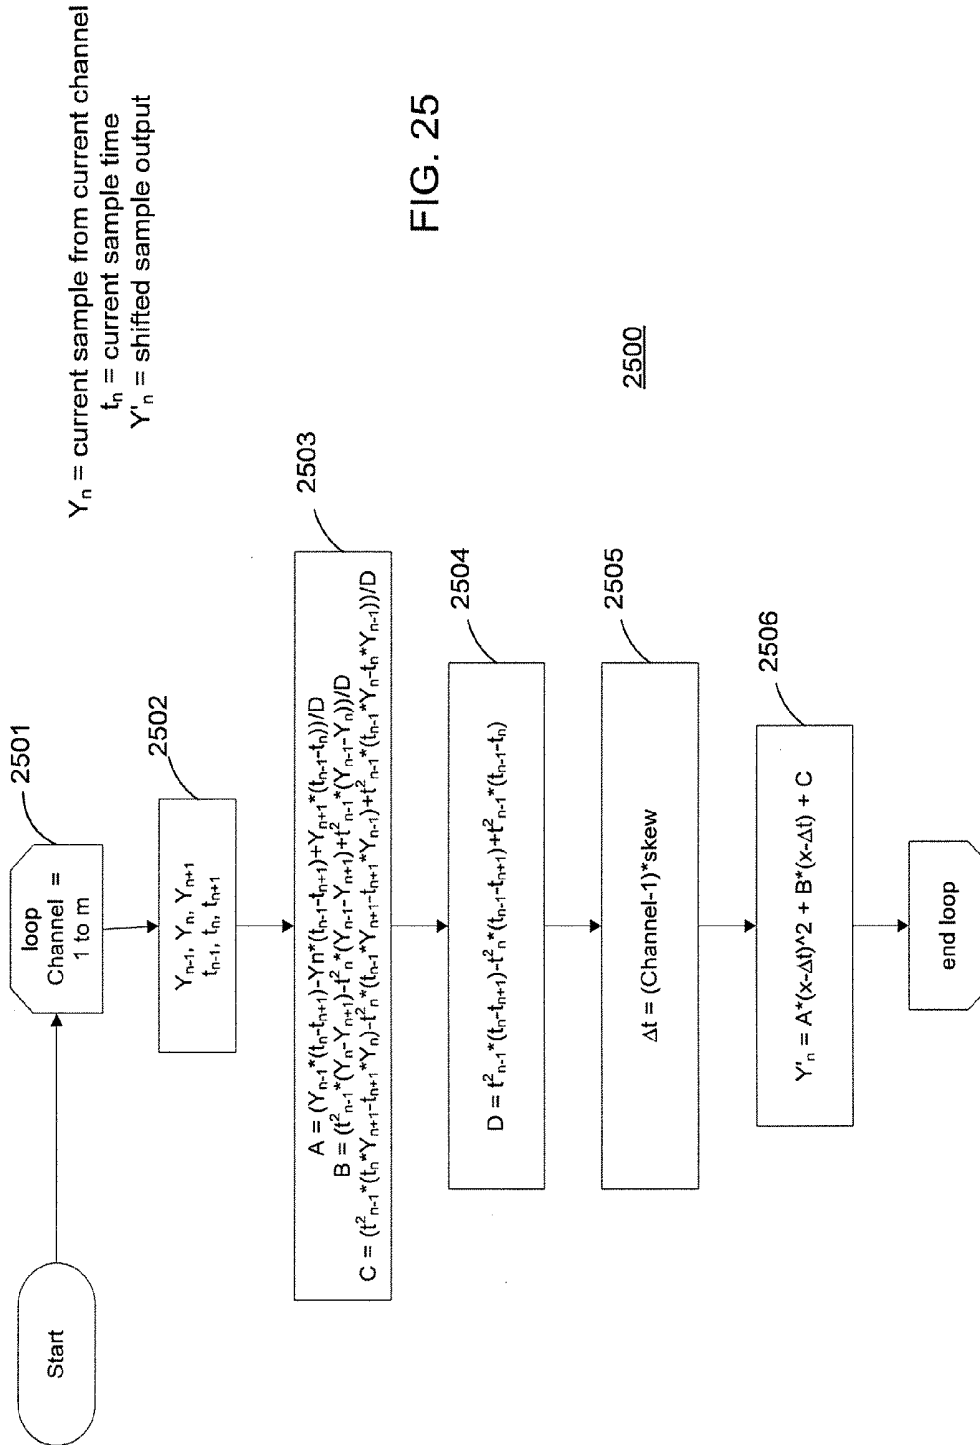 Start
loop
Channel =
1 to m
2501
Yₙ₋₁, Yₙ, Yₙ₊₁
tₙ₋₁, tₙ, tₙ₊₁
2502
A = (Yₙ₋₁*(tₙ-tₙ₊₁)-Yn*(tₙ₋₁-tₙ₊₁)+Yₙ₊₁*(tₙ₋₁-tₙ))/D
B = (t²ₙ₋₁*(Yₙ-Yₙ₊₁)-t²ₙ*(Yₙ₋₁-Yₙ₊₁)+t²ₙ₋₁*(Yₙ₋₁-Yₙ))/D
C = (t²ₙ₋₁*(tₙ*Yₙ₊₁-tₙ₊₁*Yₙ)-t²ₙ*(tₙ₋₁*Yₙ₊₁-tₙ₊₁*Yₙ₋₁)+t²ₙ₋₁*(tₙ₋₁*Yₙ-tₙ*Yₙ₋₁))/D
2503
D = t²ₙ₋₁*(tₙ-tₙ₊₁)-t²ₙ*(tₙ₋₁-tₙ₊₁)+t²ₙ₋₁*(tₙ₋₁-tₙ)
2504
Δt = (Channel-1)*skew
2505
Y'ₙ = A*(x-Δt)^2 + B*(x-Δt) + C
2506
end loop
2500
Yₙ = current sample from current channel
tₙ = current sample time
Y'ₙ = shifted sample output
FIG. 25